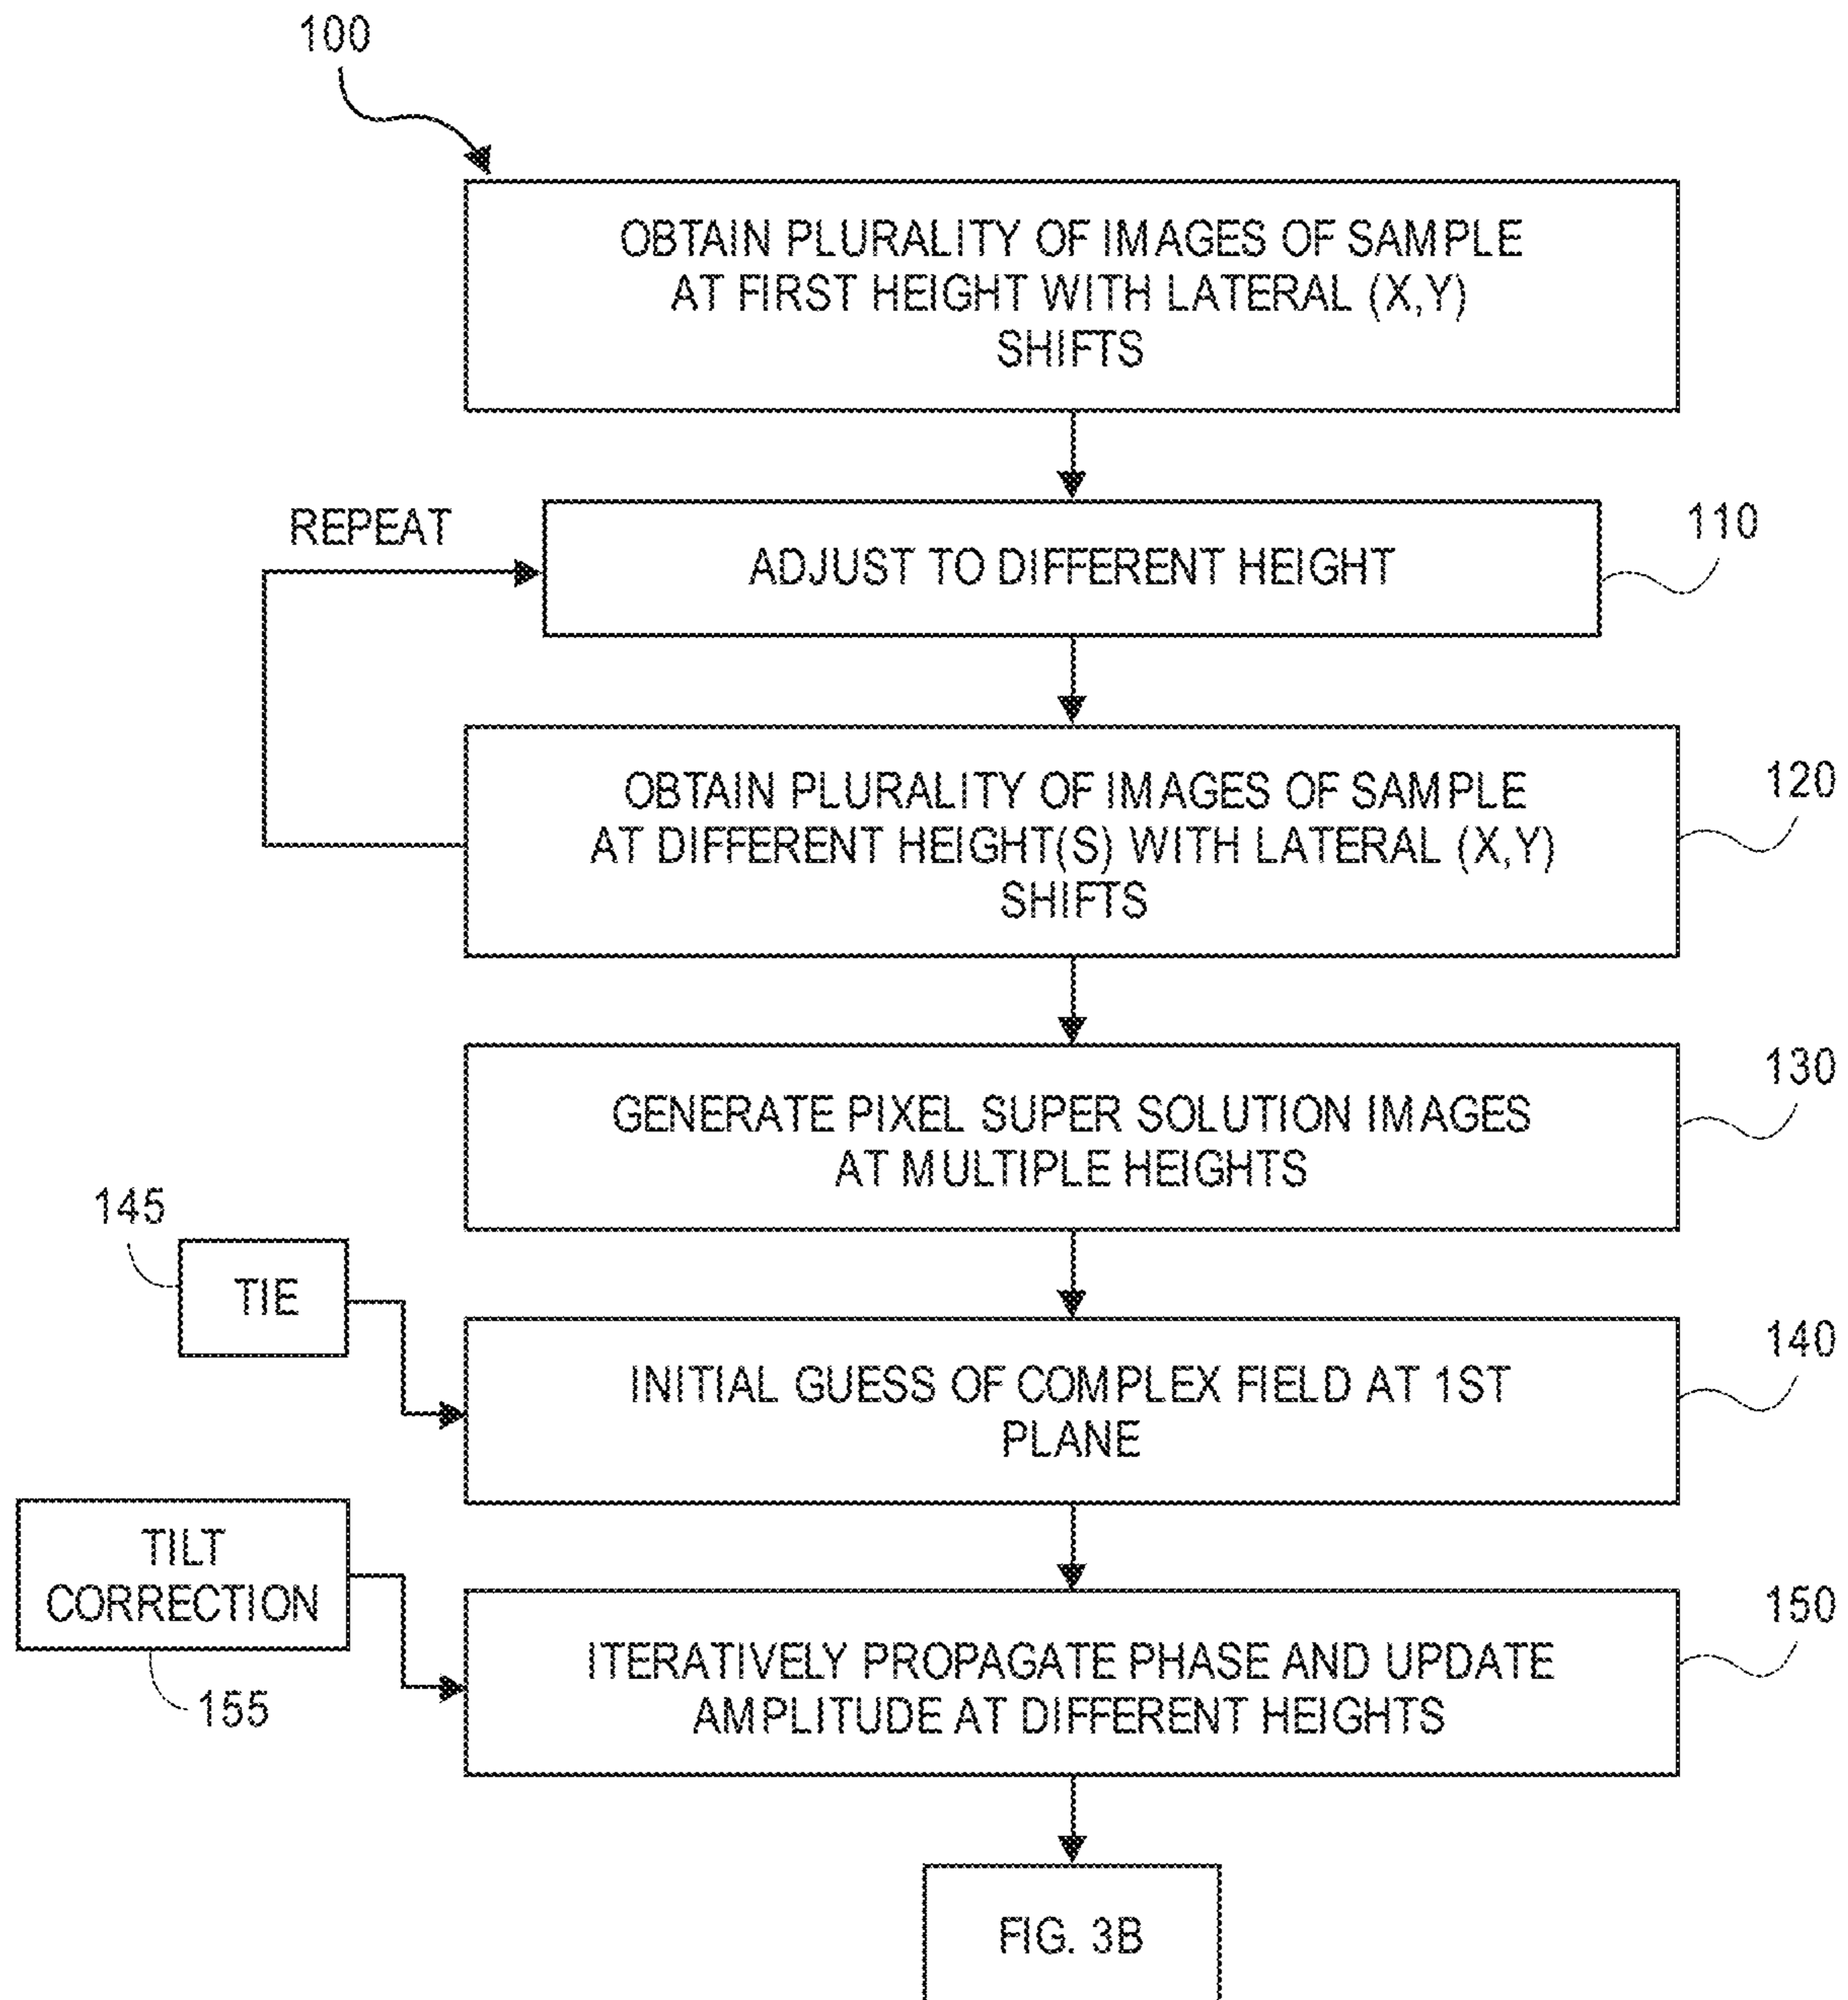 100
OBTAIN PLURALITY OF IMAGES OF SAMPLE
AT FIRST HEIGHT WITH LATERAL (X,Y)
SHIFTS
REPEAT
ADJUST TO DIFFERENT HEIGHT
110
OBTAIN PLURALITY OF IMAGES OF SAMPLE
AT DIFFERENT HEIGHT(S) WITH LATERAL (X,Y)
SHIFTS
120
GENERATE PIXEL SUPER SOLUTION IMAGES
AT MULTIPLE HEIGHTS
130
145
TIE
INITIAL GUESS OF COMPLEX FIELD AT 1ST
PLANE
140
TILT
CORRECTION
155
ITERATIVELY PROPAGATE PHASE AND UPDATE
AMPLITUDE AT DIFFERENT HEIGHTS
150
FIG. 3B